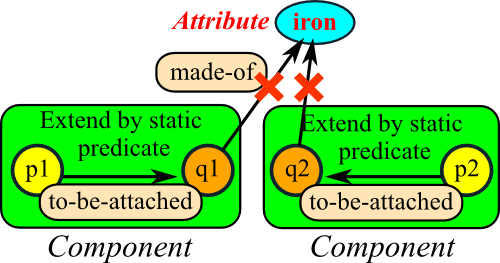 Attribute iron
made-of
Extend by static
predicate
p1 q1
to-be-attached
Component
Extend by static
predicate
q2 p2
to-be-attached
Component